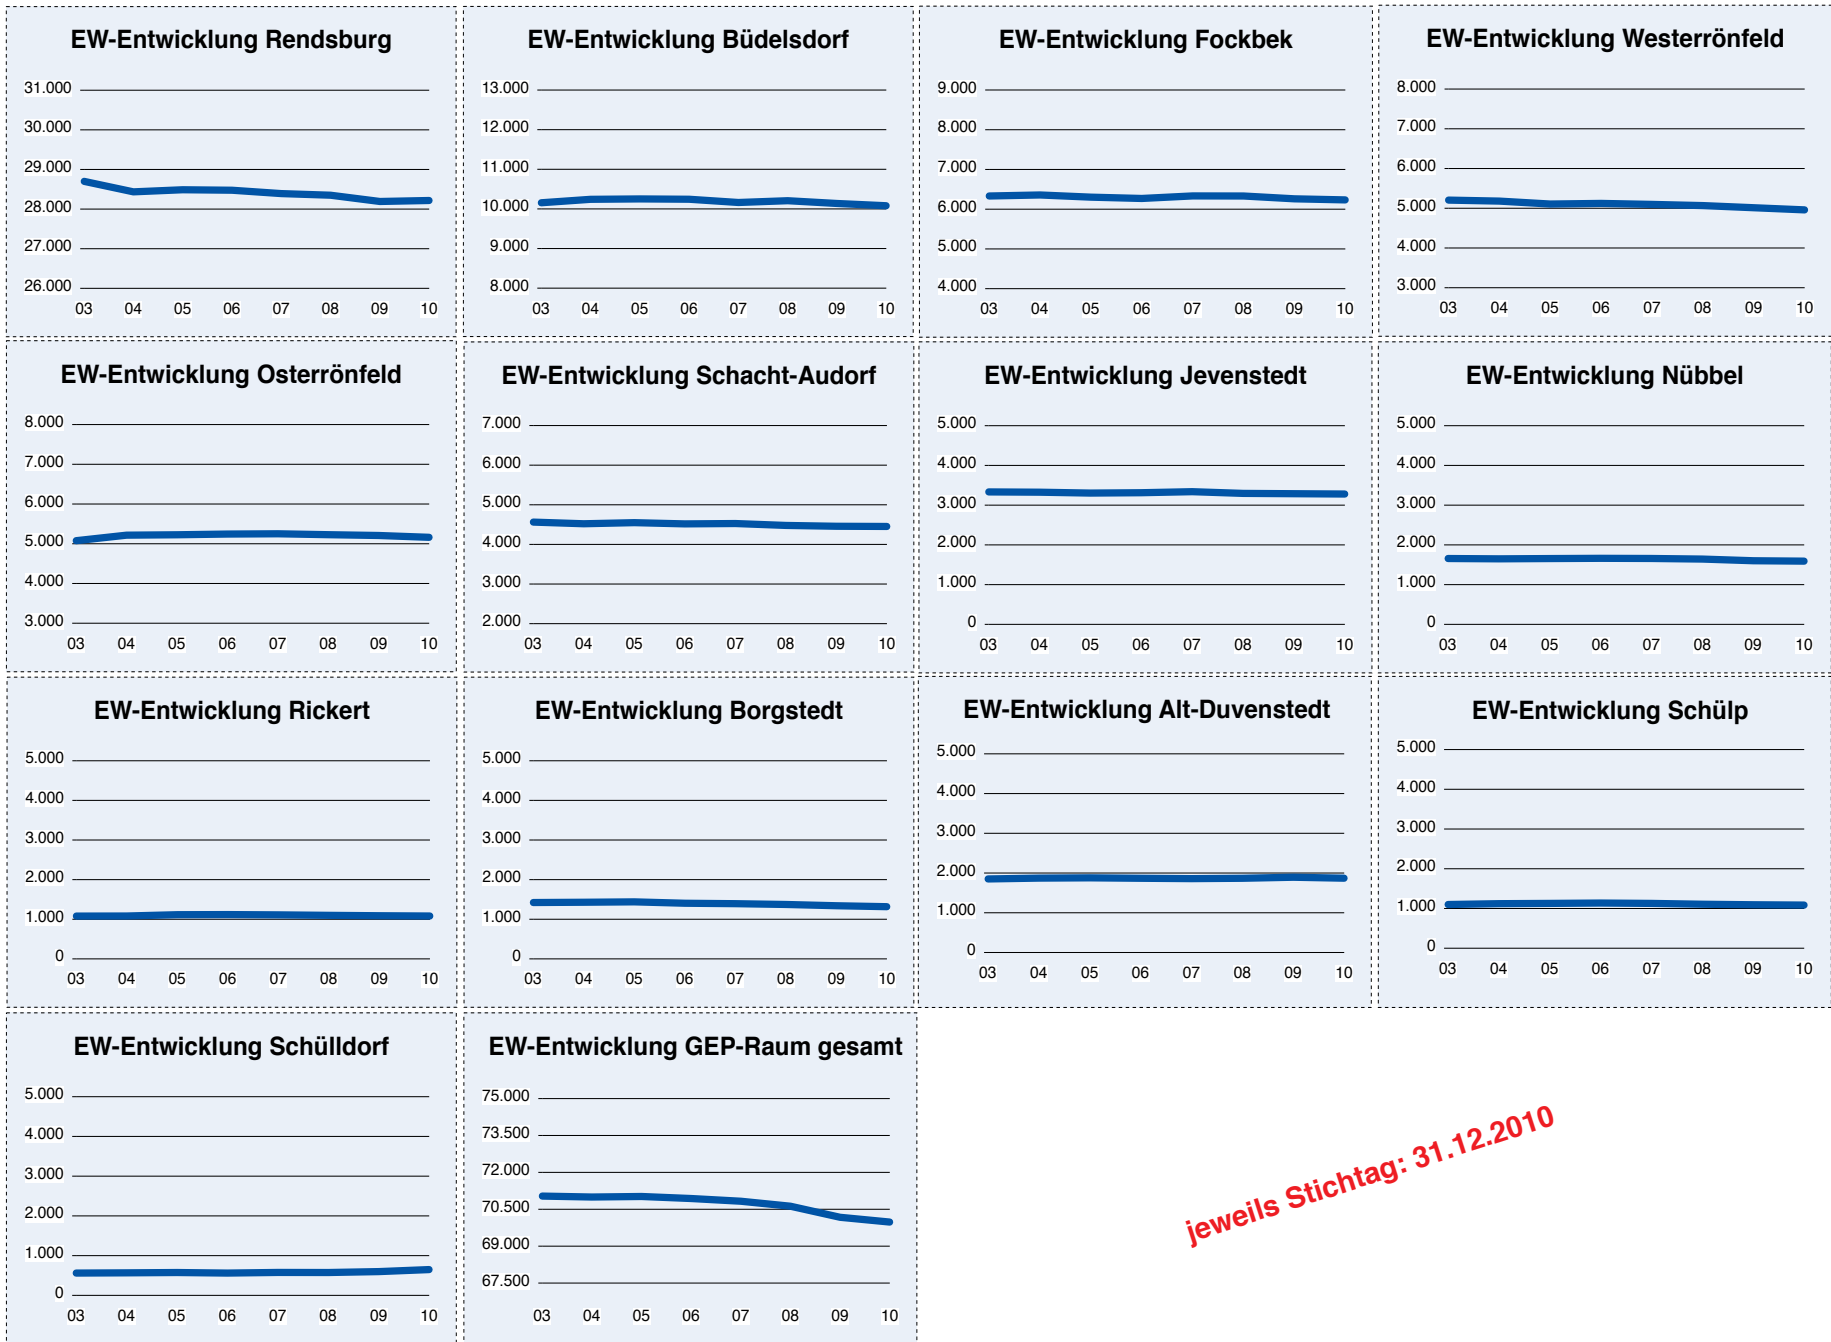 EW-Entwicklung Rendsburg
31.000
30.000
29.000
28.000
27.000
26.000
03 04 05 06 07 08 09 10
EW-Entwicklung Büdelsdorf
13.000
12.000
11.000
10.000
9.000
8.000
03 04 05 06 07 08 09 10
EW-Entwicklung Fockbek
9.000
8.000
7.000
6.000
5.000
4.000
03 04 05 06 07 08 09 10
EW-Entwicklung Westerrönfeld
8.000
7.000
6.000
5.000
4.000
3.000
03 04 05 06 07 08 09 10
EW-Entwicklung Osterrönfeld
8.000
7.000
6.000
5.000
4.000
3.000
03 04 05 06 07 08 09 10
EW-Entwicklung Schacht-Audorf
7.000
6.000
5.000
4.000
3.000
2.000
03 04 05 06 07 08 09 10
EW-Entwicklung Jevenstedt
5.000
4.000
3.000
2.000
1.000
0
03 04 05 06 07 08 09 10
EW-Entwicklung Nübbel
5.000
4.000
3.000
2.000
1.000
0
03 04 05 06 07 08 09 10
EW-Entwicklung Rickert
5.000
4.000
3.000
2.000
1.000
0
03 04 05 06 07 08 09 10
EW-Entwicklung Borgstedt
5.000
4.000
3.000
2.000
1.000
0
03 04 05 06 07 08 09 10
EW-Entwicklung Alt-Duvenstedt
5.000
4.000
3.000
2.000
1.000
0
03 04 05 06 07 08 09 10
EW-Entwicklung Schülp
5.000
4.000
3.000
2.000
1.000
0
03 04 05 06 07 08 09 10
EW-Entwicklung Schülldorf
5.000
4.000
3.000
2.000
1.000
0
03 04 05 06 07 08 09 10
EW-Entwicklung GEP-Raum gesamt
75.000
73.500
72.000
70.500
69.000
67.500
03 04 05 06 07 08 09 10
jeweils Stichtag: 31.12.2010